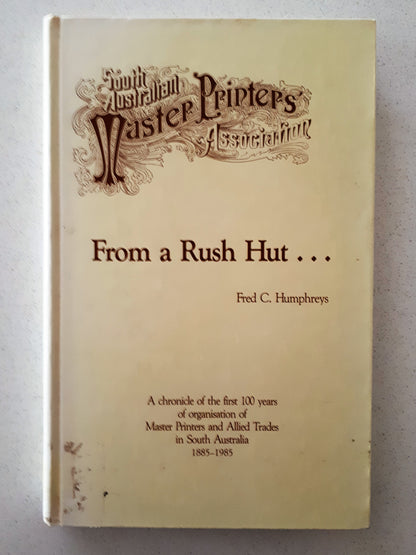 South
Australian
Master Printers'
Association
From a Rush Hut . . .
Fred C. Humphreys
A chronicle of the first 100 years
of organisation of
Master Printers and Allied Trades
in South Australia
1885–1985